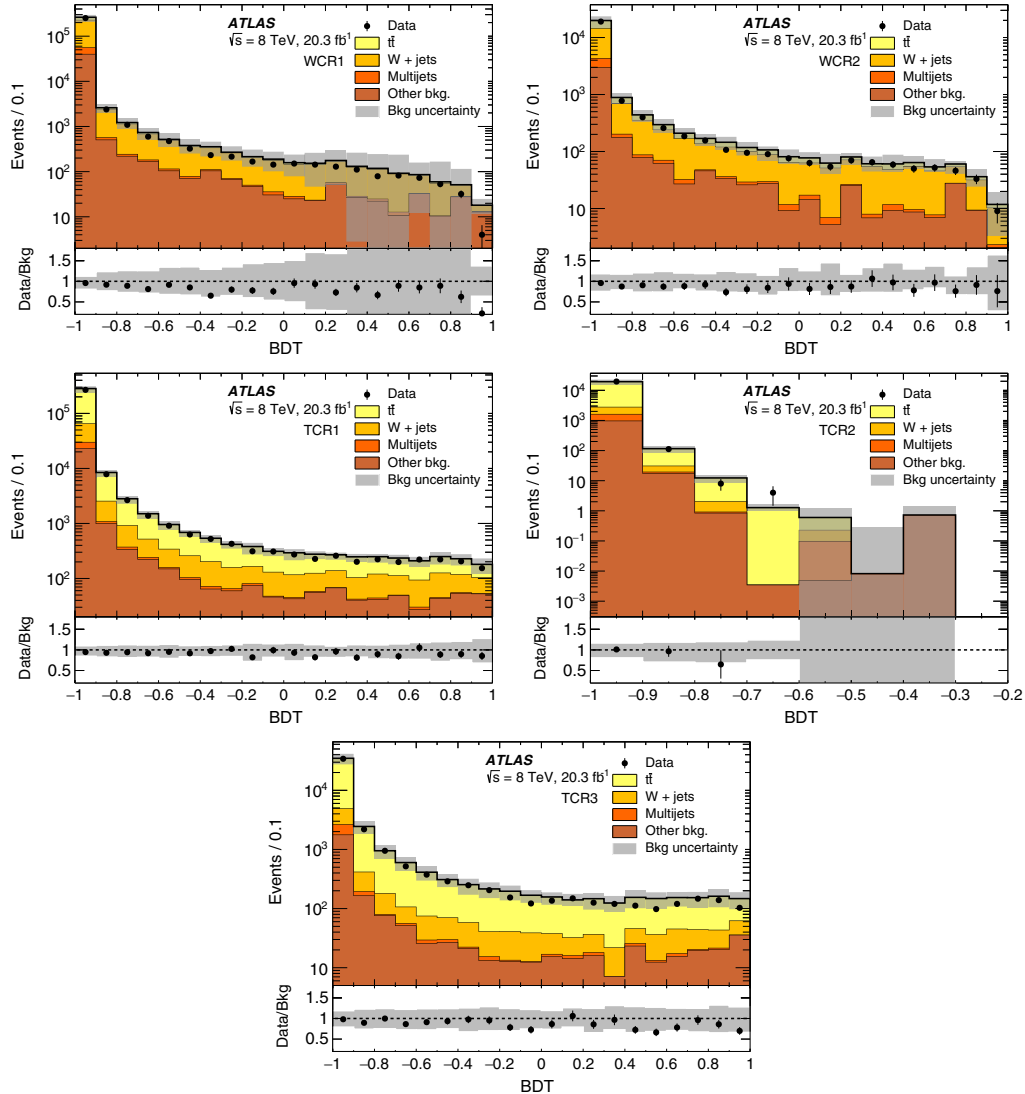 Events / 0.1
10⁵
10⁴
10³
10²
10
ATLAS
√s = 8 TeV, 20.3 fb¹
WCR1
Data
tt̄
W + jets
Multijets
Other bkg.
Bkg uncertainty
Data/Bkg
1.5
1
0.5
−1 −0.8 −0.6 −0.4 −0.2 0 0.2 0.4 0.6 0.8 1
BDT
Events / 0.1
10⁴
10³
10²
10
ATLAS
√s = 8 TeV, 20.3 fb¹
WCR2
Data
tt̄
W + jets
Multijets
Other bkg.
Bkg uncertainty
Data/Bkg
1.5
1
0.5
−1 −0.8 −0.6 −0.4 −0.2 0 0.2 0.4 0.6 0.8 1
BDT
Events / 0.1
10⁵
10⁴
10³
10²
ATLAS
√s = 8 TeV, 20.3 fb¹
TCR1
Data
tt̄
W + jets
Multijets
Other bkg.
Bkg uncertainty
Data/Bkg
1.5
1
0.5
−1 −0.8 −0.6 −0.4 −0.2 0 0.2 0.4 0.6 0.8 1
BDT
Events / 0.1
10⁴
10³
10²
10
1
10⁻¹
10⁻²
10⁻³
ATLAS
√s = 8 TeV, 20.3 fb¹
TCR2
Data
tt̄
W + jets
Multijets
Other bkg.
Bkg uncertainty
Data/Bkg
1.5
1
0.5
−1 −0.9 −0.8 −0.7 −0.6 −0.5 −0.4 −0.3 −0.2
BDT
Events / 0.1
10⁴
10³
10²
10
ATLAS
√s = 8 TeV, 20.3 fb¹
TCR3
Data
tt̄
W + jets
Multijets
Other bkg.
Bkg uncertainty
Data/Bkg
1.5
1
0.5
−1 −0.8 −0.6 −0.4 −0.2 0 0.2 0.4 0.6 0.8 1
BDT